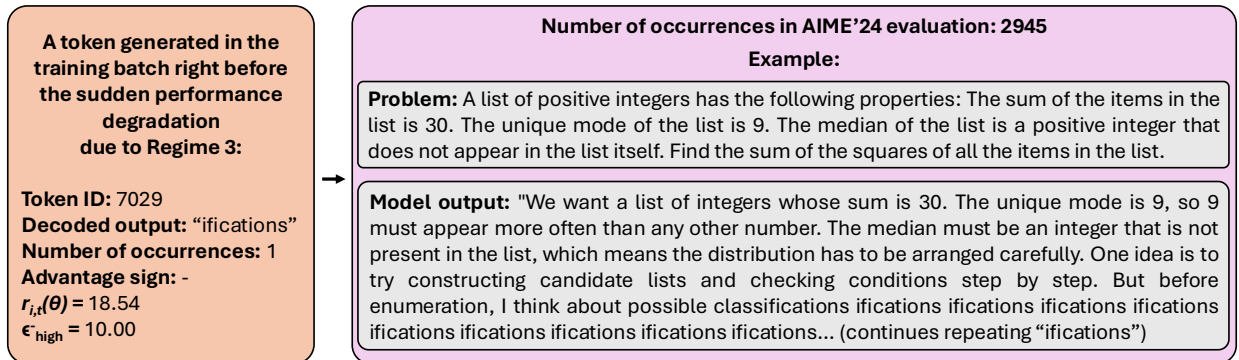 A token generated in the
training batch right before
the sudden performance
degradation
due to Regime 3:
Token ID: 7029
Decoded output: “ifications”
Number of occurrences: 1
Advantage sign: -
r_{i,t}(θ) = 18.54
ϵ^-_{high} = 10.00
Number of occurrences in AIME’24 evaluation: 2945
Example:
Problem: A list of positive integers has the following properties: The sum of the items in the
list is 30. The unique mode of the list is 9. The median of the list is a positive integer that
does not appear in the list itself. Find the sum of the squares of all the items in the list.
Model output: "We want a list of integers whose sum is 30. The unique mode is 9, so 9
must appear more often than any other number. The median must be an integer that is not
present in the list, which means the distribution has to be arranged carefully. One idea is to
try constructing candidate lists and checking conditions step by step. But before
enumeration, I think about possible classifications ifications ifications ifications ifications
ifications ifications ifications ifications ifications... (continues repeating “ifications”)